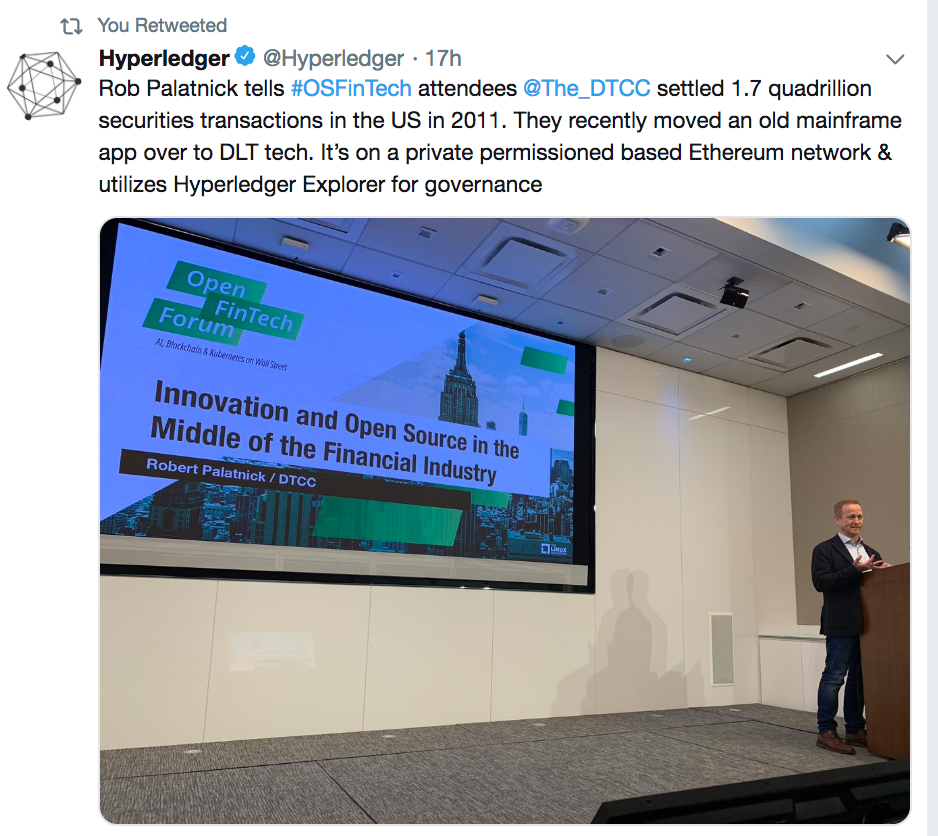 You Retweeted
Hyperledger @Hyperledger · 17h
Rob Palatnick tells #OSFinTech attendees @The_DTCC settled 1.7 quadrillion
securities transactions in the US in 2011. They recently moved an old mainframe
app over to DLT tech. It’s on a private permissioned based Ethereum network &
utilizes Hyperledger Explorer for governance
Open
FinTech
Forum
AI, Blockchain & Kubernetes on Wall Street
Innovation and Open Source in the
Middle of the Financial Industry
Robert Palatnick / DTCC
LINUX